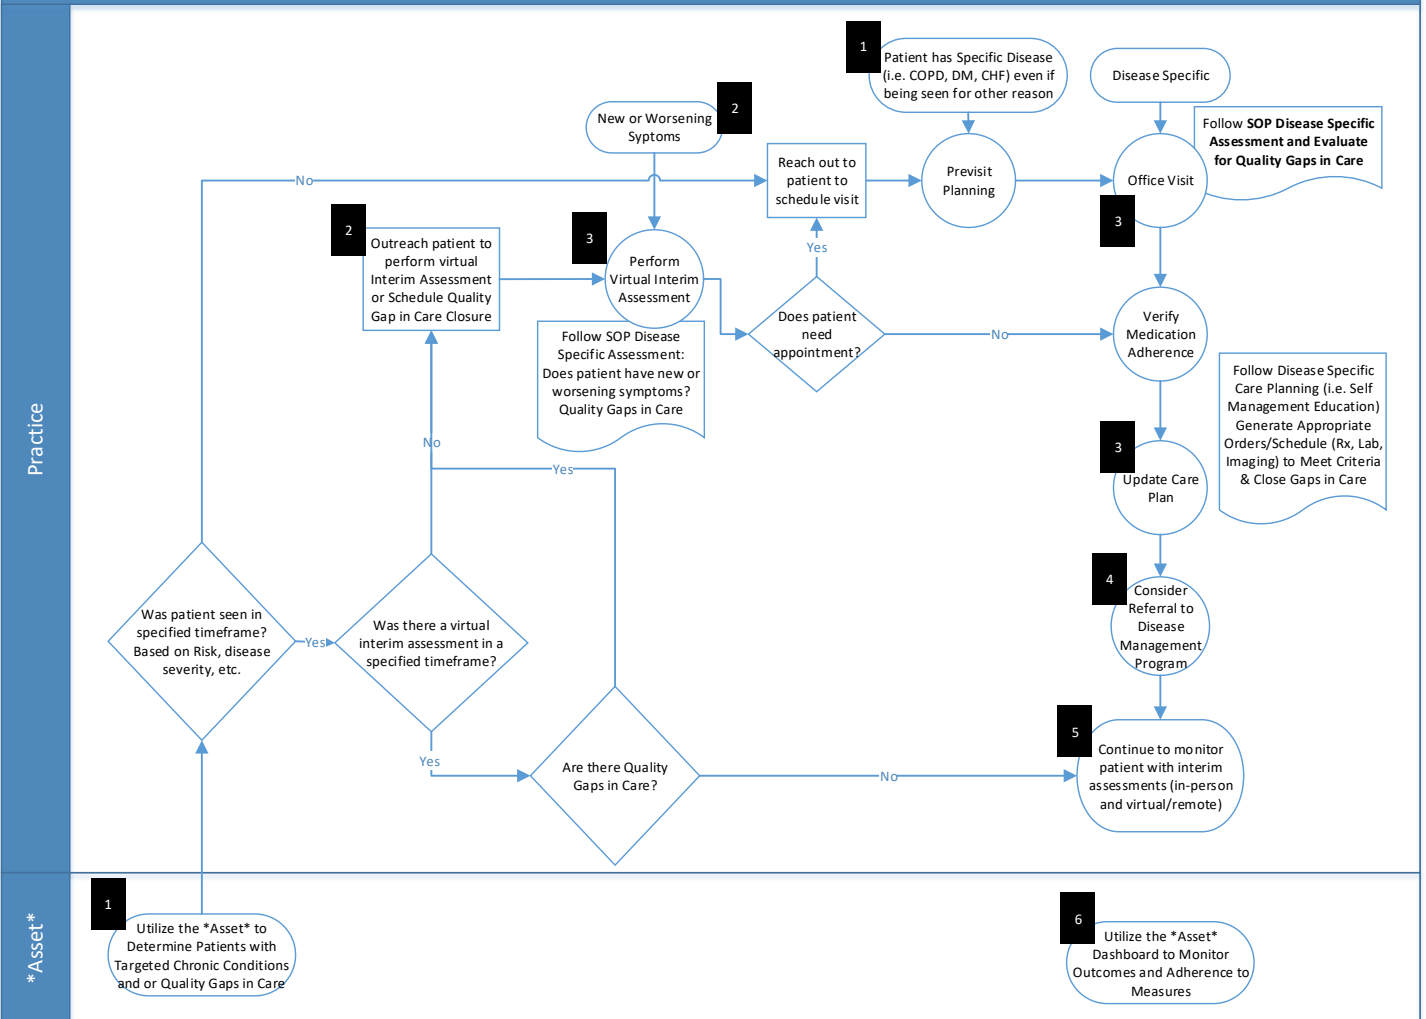 Practice
1
Patient has Specific Disease
(i.e. COPD, DM, CHF) even if
being seen for other reason
Disease Specific
2
New or Worsening
Syptoms
Follow SOP Disease Specific
Assessment and Evaluate
for Quality Gaps in Care
No
Reach out to
patient to
schedule visit
Previsit
Planning
Office Visit
3
2
Outreach patient to
perform virtual
Interim Assessment
or Schedule Quality
Gap in Care Closure
3
Perform
Virtual Interim
Assessment
Yes
Does patient
need
appointment?
No
Verify
Medication
Adherence
Follow SOP Disease
Specific Assessment:
Does patient have new or
worsening symptoms?
Quality Gaps in Care
Follow Disease Specific
Care Planning (i.e. Self
Management Education)
Generate Appropriate
Orders/Schedule (Rx, Lab,
Imaging) to Meet Criteria
& Close Gaps in Care
No
Yes
3
Update Care
Plan
4
Consider
Referral to
Disease
Management
Program
Was patient seen in
specified timeframe?
Based on Risk, disease
severity, etc.
Yes
Was there a virtual
interim assessment in a
specified timeframe?
Yes
Are there Quality
Gaps in Care?
No
5
Continue to monitor
patient with interim
assessments (in-person
and virtual/remote)
*Asset*
1
Utilize the *Asset* to
Determine Patients with
Targeted Chronic Conditions
and or Quality Gaps in Care
6
Utilize the *Asset*
Dashboard to Monitor
Outcomes and Adherence to
Measures